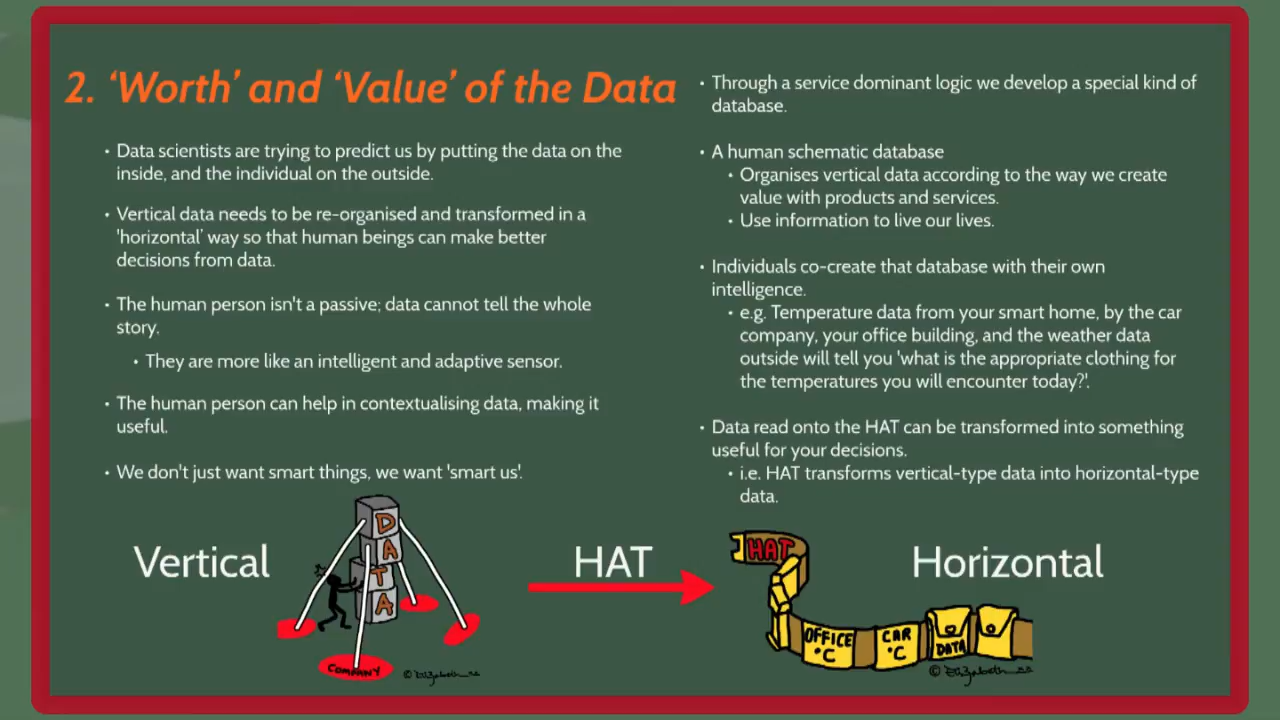 2. ‘Worth’ and ‘Value’ of the Data
• Data scientists are trying to predict us by putting the data on the
inside, and the individual on the outside.
• Vertical data needs to be re-organised and transformed in a
'horizontal' way so that human beings can make better
decisions from data.
• The human person isn't a passive; data cannot tell the whole
story.
• They are more like an intelligent and adaptive sensor.
• The human person can help in contextualising data, making it
useful.
• We don't just want smart things, we want 'smart us'.
• Through a service dominant logic we develop a special kind of
database.
• A human schematic database
• Organises vertical data according to the way we create
value with products and services.
• Use information to live our lives.
• Individuals co-create that database with their own
intelligence.
• e.g. Temperature data from your smart home, by the car
company, your office building, and the weather data
outside will tell you 'what is the appropriate clothing for
the temperatures you will encounter today?'.
• Data read onto the HAT can be transformed into something
useful for your decisions.
• i.e. HAT transforms vertical-type data into horizontal-type
data.
Vertical
D
A
T
A
COMPANY
© Elizabeth
HAT
HAT
OFFICE
°C
CAR
°C
DATA
© Elizabeth
Horizontal